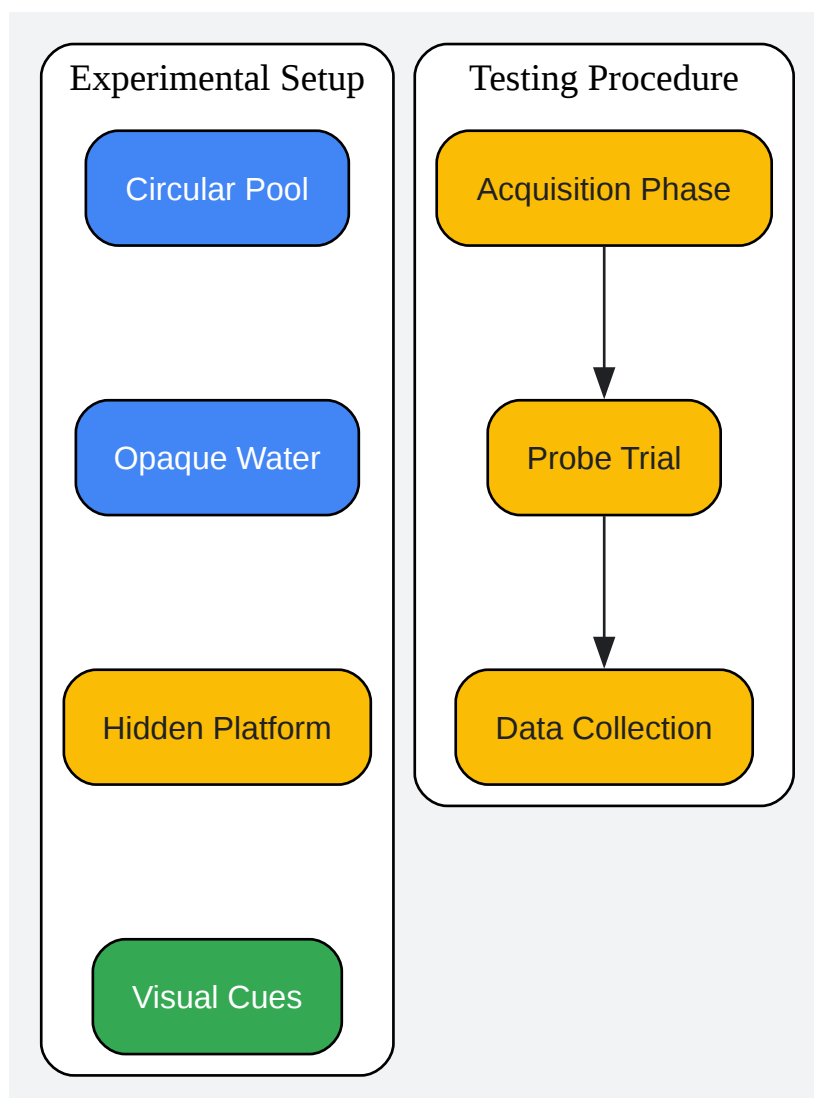 Experimental Setup
Circular Pool
Opaque Water
Hidden Platform
Visual Cues
Testing Procedure
Acquisition Phase
Probe Trial
Data Collection